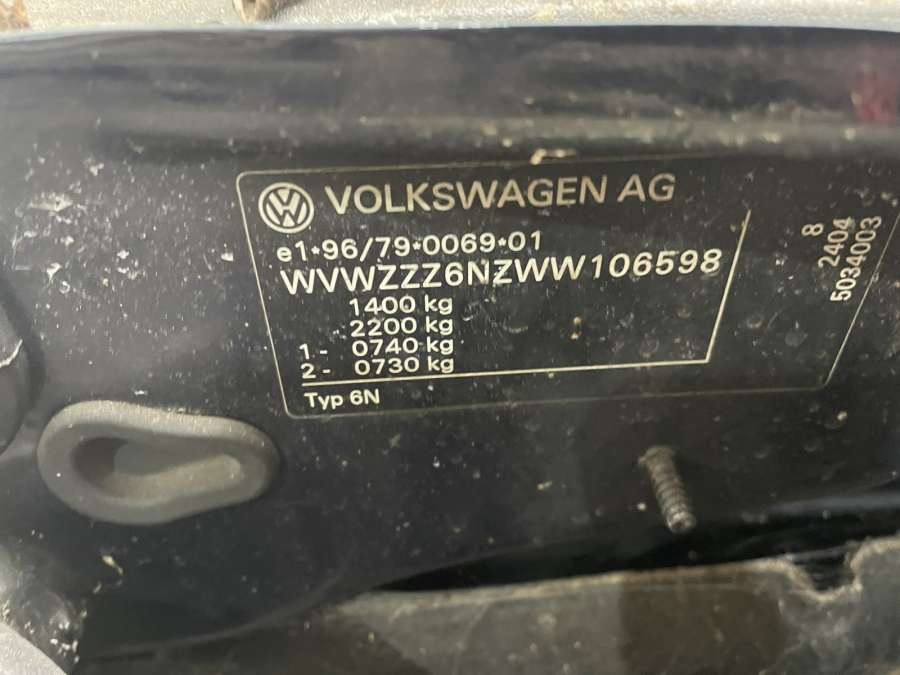 VOLKSWAGEN AG
e1*96/79*0069*01
WVWZZZ6NZWW106598
1400 kg
2200 kg
1 - 0740 kg
2 - 0730 kg
Typ 6N
8
2404
5034003